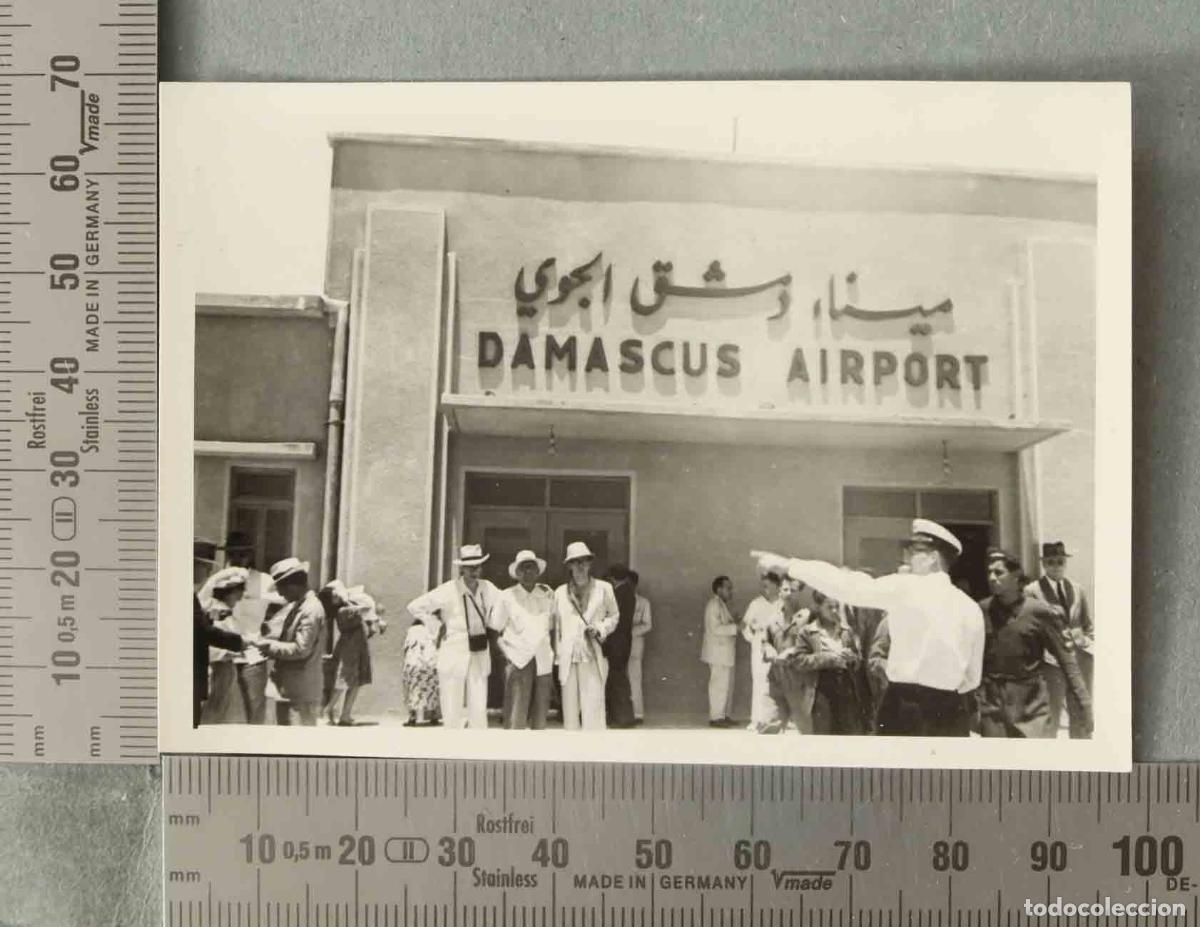 ميناء دمشق الجوي
DAMASCUS AIRPORT
70
Vmade
60
50
MADE IN GERMANY
40
Rostfrei
Stainless
30
20
0,5 m
10
mm
mm
mm
mm
10 0,5 m 20 30 40 50 60 70 80 90 100
Rostfrei
Stainless
MADE IN GERMANY Vmade
DE-
todocoleccion